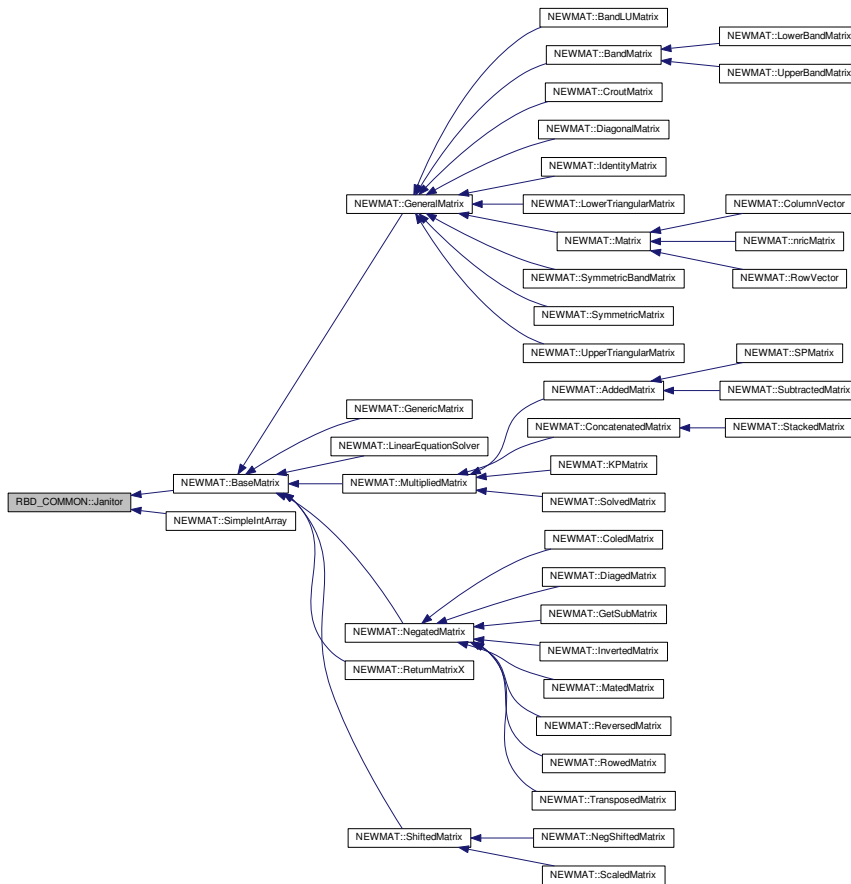 NEWMAT::BandLUMatrix
NEWMAT::LowerBandMatrix
NEWMAT::BandMatrix
NEWMAT::UpperBandMatrix
NEWMAT::CroutMatrix
NEWMAT::DiagonalMatrix
NEWMAT::IdentityMatrix
NEWMAT::GeneralMatrix
NEWMAT::LowerTriangularMatrix
NEWMAT::ColumnVector
NEWMAT::Matrix
NEWMAT::nricMatrix
NEWMAT::SymmetricBandMatrix
NEWMAT::RowVector
NEWMAT::SymmetricMatrix
NEWMAT::UpperTriangularMatrix
NEWMAT::SPMatrix
NEWMAT::AddedMatrix
NEWMAT::SubtractedMatrix
NEWMAT::GenericMatrix
NEWMAT::ConcatenatedMatrix
NEWMAT::StackedMatrix
NEWMAT::LinearEquationSolver
NEWMAT::KPMatrix
NEWMAT::BaseMatrix
NEWMAT::MultipliedMatrix
RBD_COMMON::Janitor
NEWMAT::SolvedMatrix
NEWMAT::SimpleIntArray
NEWMAT::ColedMatrix
NEWMAT::DiagedMatrix
NEWMAT::GetSubMatrix
NEWMAT::NegatedMatrix
NEWMAT::InvertedMatrix
NEWMAT::ReturnMatrixX
NEWMAT::MatedMatrix
NEWMAT::ReversedMatrix
NEWMAT::RowedMatrix
NEWMAT::TransposedMatrix
NEWMAT::ShiftedMatrix
NEWMAT::NegShiftedMatrix
NEWMAT::ScaledMatrix